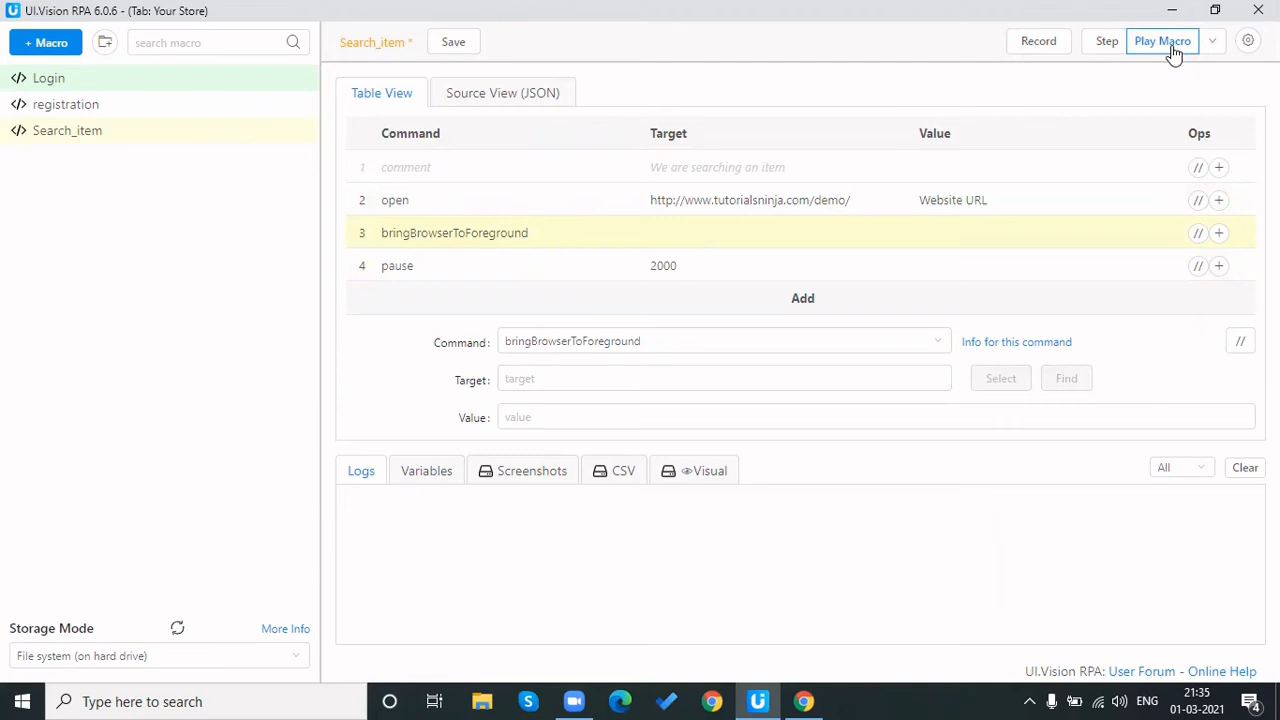 UI.Vision RPA 6.0.6 - (Tab: Your Store)
+ Macro
search macro
Search_item *
Save
Record
Step
Play Macro
Login
registration
Search_item
Table View
Source View (JSON)
Command Target Value Ops
1 comment We are searching an item // +
2 open http://www.tutorialsninja.com/demo/ Website URL // +
3 bringBrowserToForeground // +
4 pause 2000 // +
Add
Command: bringBrowserToForeground Info for this command //
Target: target Select Find
Value: value
Logs Variables Screenshots CSV Visual All Clear
Storage Mode More Info
File system (on hard drive)
UI.Vision RPA: User Forum - Online Help
Type here to search
ENG
21:35
01-03-2021
4